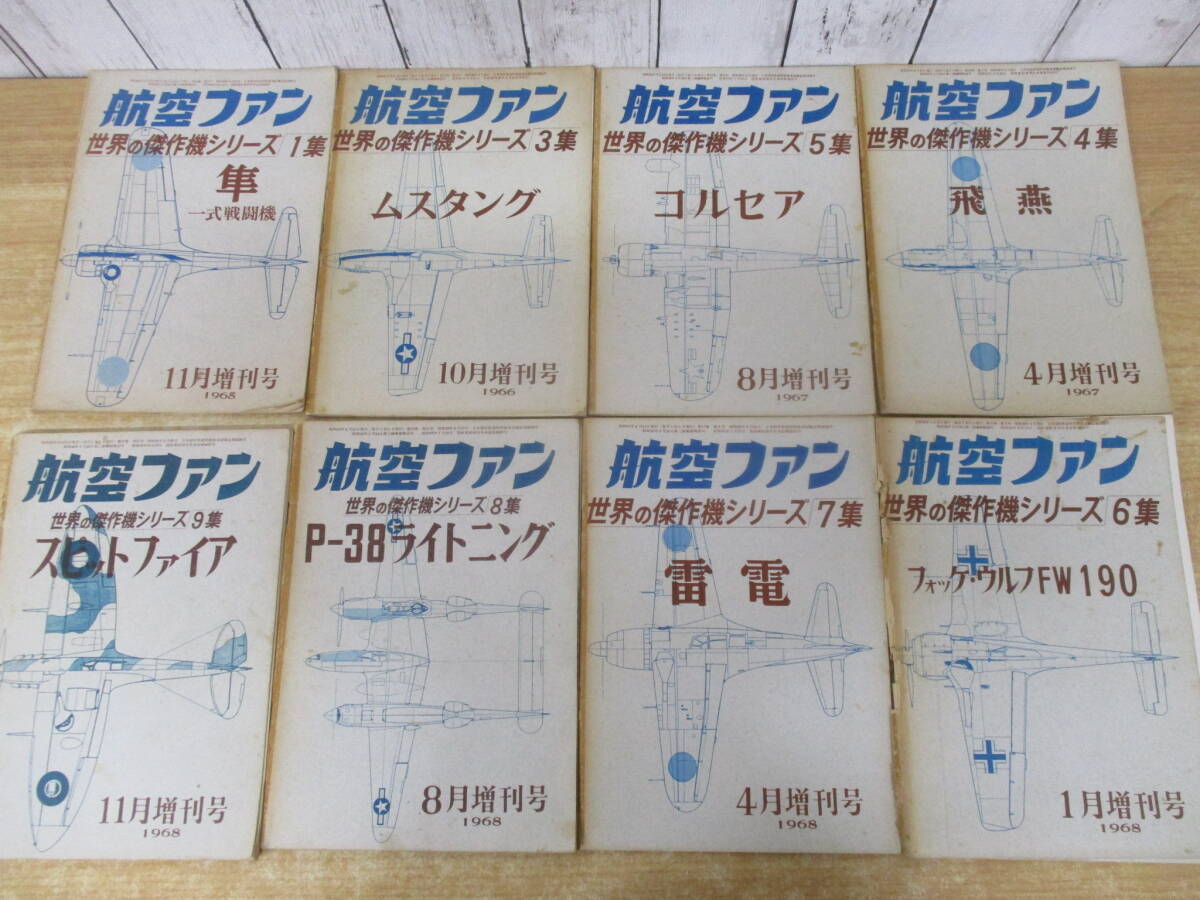 航空ファン
世界の傑作機シリーズ 1集
隼
一式戦闘機
11月増刊号
1965
航空ファン
世界の傑作機シリーズ 3集
ムスタング
10月増刊号
1966
航空ファン
世界の傑作機シリーズ 5集
コルセア
8月増刊号
1967
航空ファン
世界の傑作機シリーズ 4集
飛燕
4月増刊号
1967
航空ファン
世界の傑作機シリーズ 9集
スピットファイア
11月増刊号
1968
航空ファン
世界の傑作機シリーズ 8集
P-38ライトニング
8月増刊号
1968
航空ファン
世界の傑作機シリーズ 7集
雷電
4月増刊号
1968
航空ファン
世界の傑作機シリーズ 6集
フォッケ・ウルフFW190
1月増刊号
1968